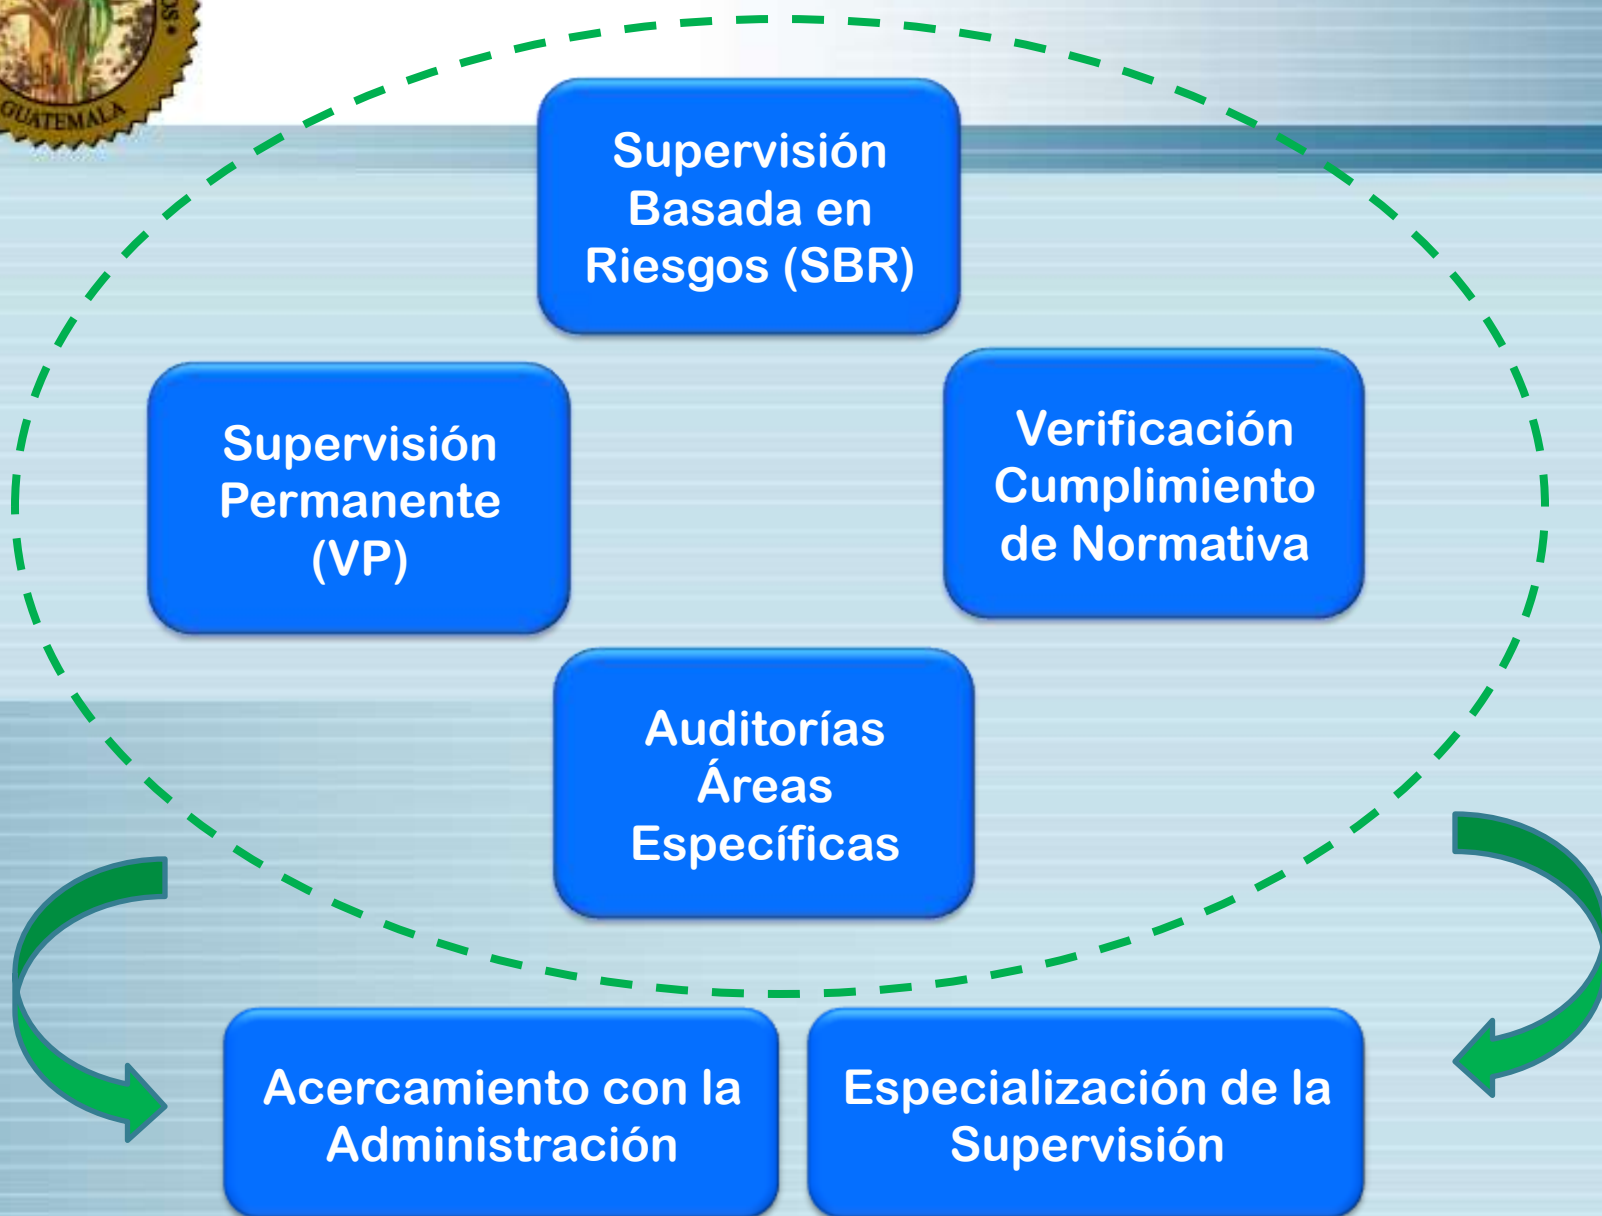 GUATEMALA
Supervisión
Basada en
Riesgos (SBR)
Supervisión
Permanente
(VP)
Verificación
Cumplimiento
de Normativa
Auditorías
Áreas
Específicas
Acercamiento con la
Administración
Especialización de la
Supervisión